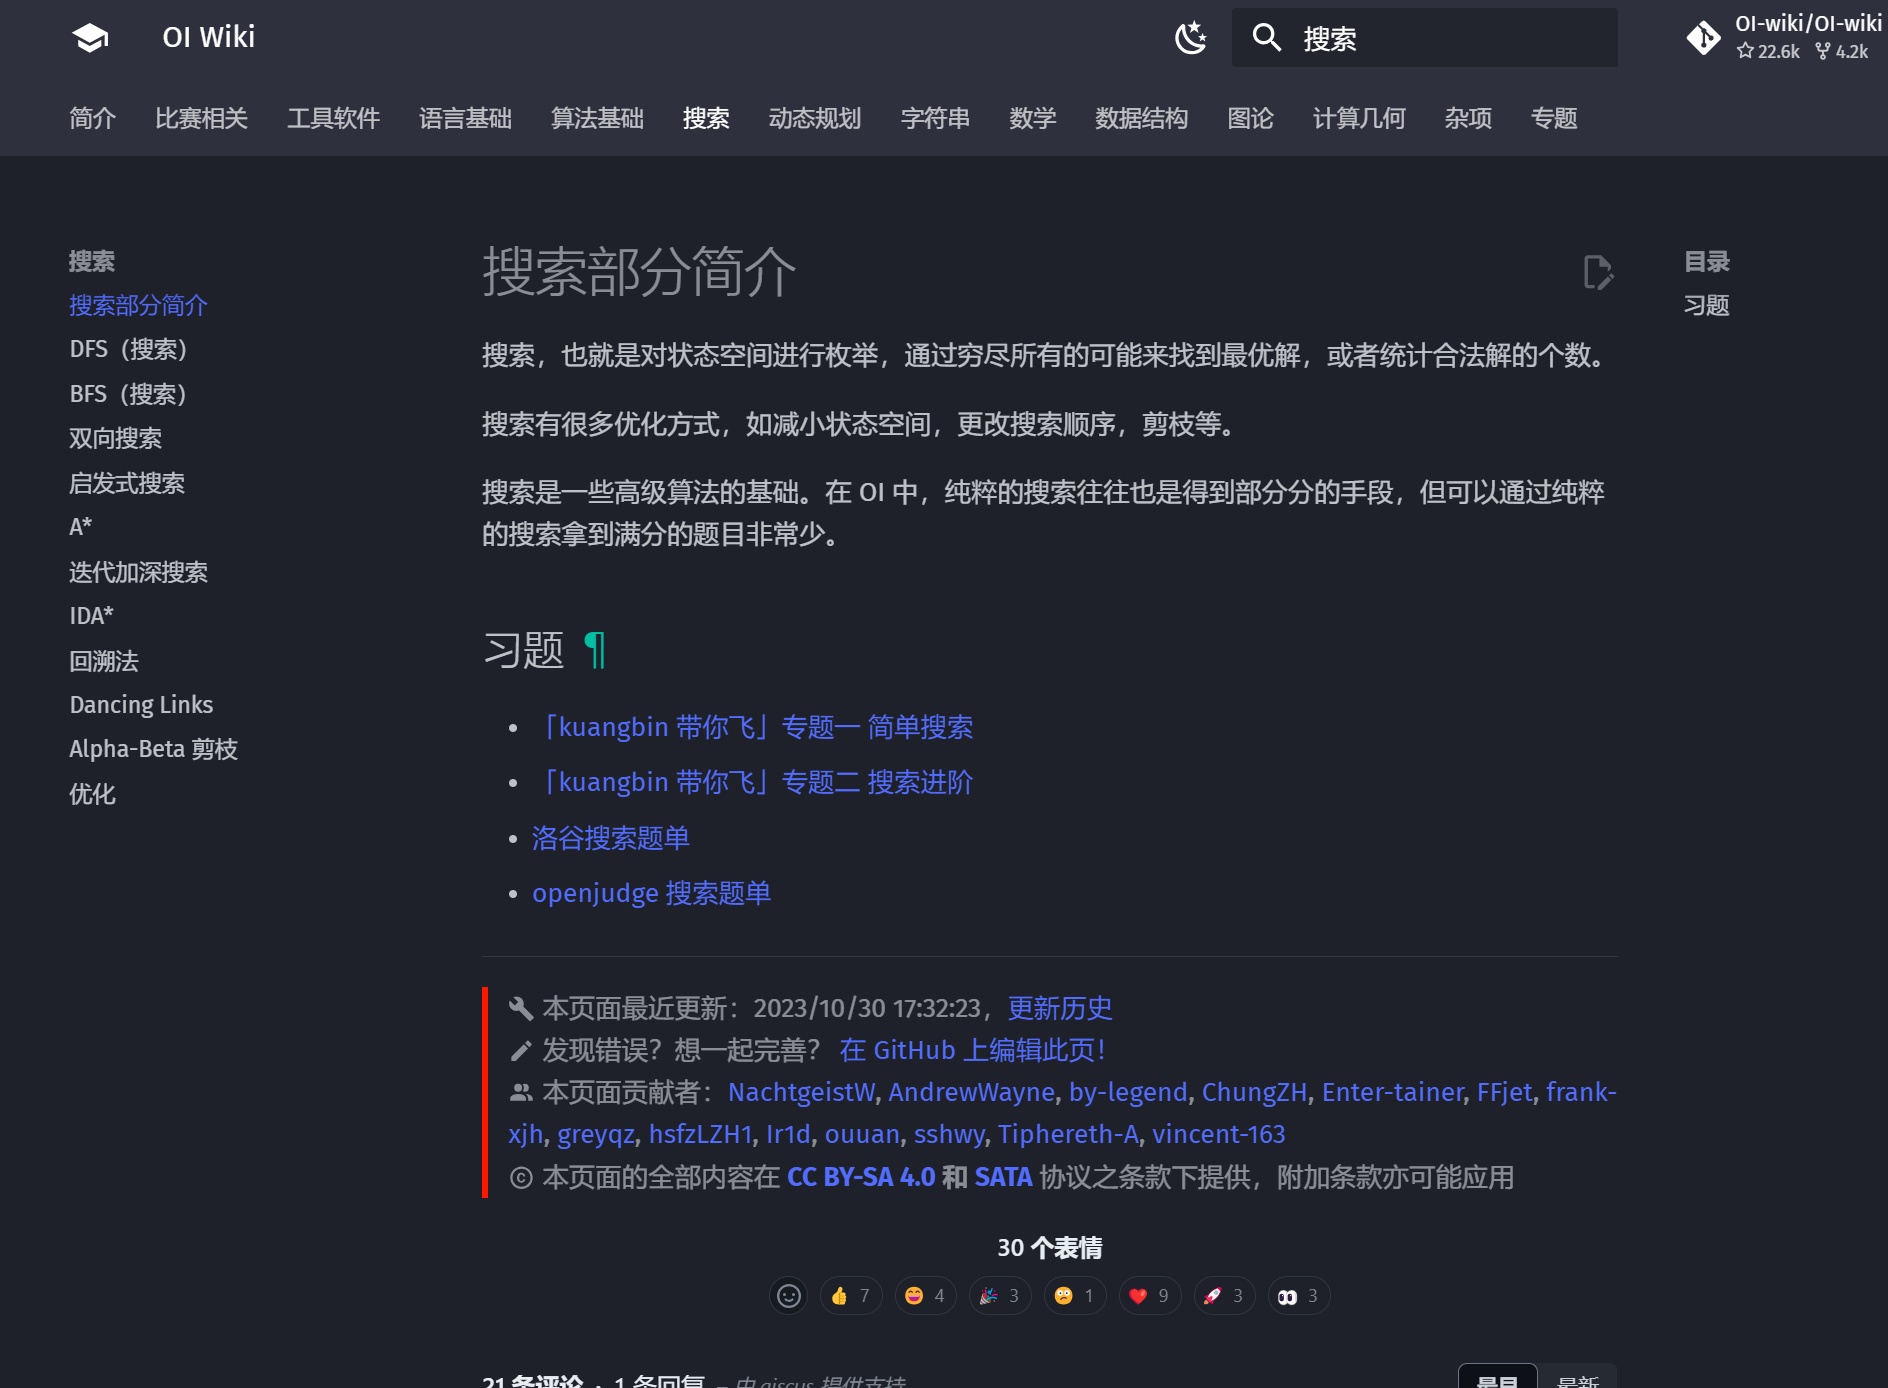 OI Wiki
搜索
OI-wiki/OI-wiki
22.6k 4.2k
简介 比赛相关 工具软件 语言基础 算法基础 搜索 动态规划 字符串 数学 数据结构 图论 计算几何 杂项 专题
搜索
搜索部分简介
DFS（搜索）
BFS（搜索）
双向搜索
启发式搜索
A*
迭代加深搜索
IDA*
回溯法
Dancing Links
Alpha-Beta 剪枝
优化
搜索部分简介
搜索，也就是对状态空间进行枚举，通过穷尽所有的可能来找到最优解，或者统计合法解的个数。
搜索有很多优化方式，如减小状态空间，更改搜索顺序，剪枝等。
搜索是一些高级算法的基础。在 OI 中，纯粹的搜索往往也是得到部分分的手段，但可以通过纯粹
的搜索拿到满分的题目非常少。
习题 ¶
「kuangbin 带你飞」专题一 简单搜索
「kuangbin 带你飞」专题二 搜索进阶
洛谷搜索题单
openjudge 搜索题单
本页面最近更新：2023/10/30 17:32:23，更新历史
发现错误？想一起完善？ 在 GitHub 上编辑此页！
本页面贡献者：NachtgeistW, AndrewWayne, by-legend, ChungZH, Enter-tainer, FFjet, frank-
xjh, greyqz, hsfzLZH1, Ir1d, ouuan, sshwy, Tiphereth-A, vincent-163
本页面的全部内容在 CC BY-SA 4.0 和 SATA 协议之条款下提供，附加条款亦可能应用
30 个表情
7 4 3 1 9 3 3
21 条评论 · 1 条回复 – 由 giscus 提供支持
最早 最新
目录
习题